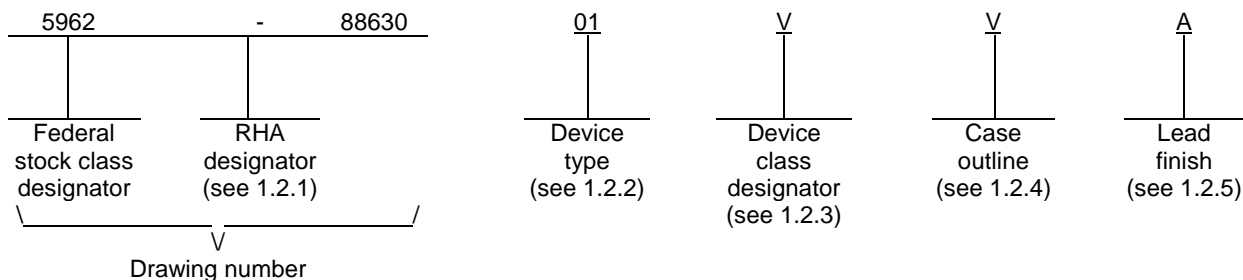 5962 - 88630 01 V V A
Federal stock class designator
RHA designator (see 1.2.1)
Device type (see 1.2.2)
Device class designator (see 1.2.3)
Case outline (see 1.2.4)
Lead finish (see 1.2.5)
\ /
\/
Drawing number